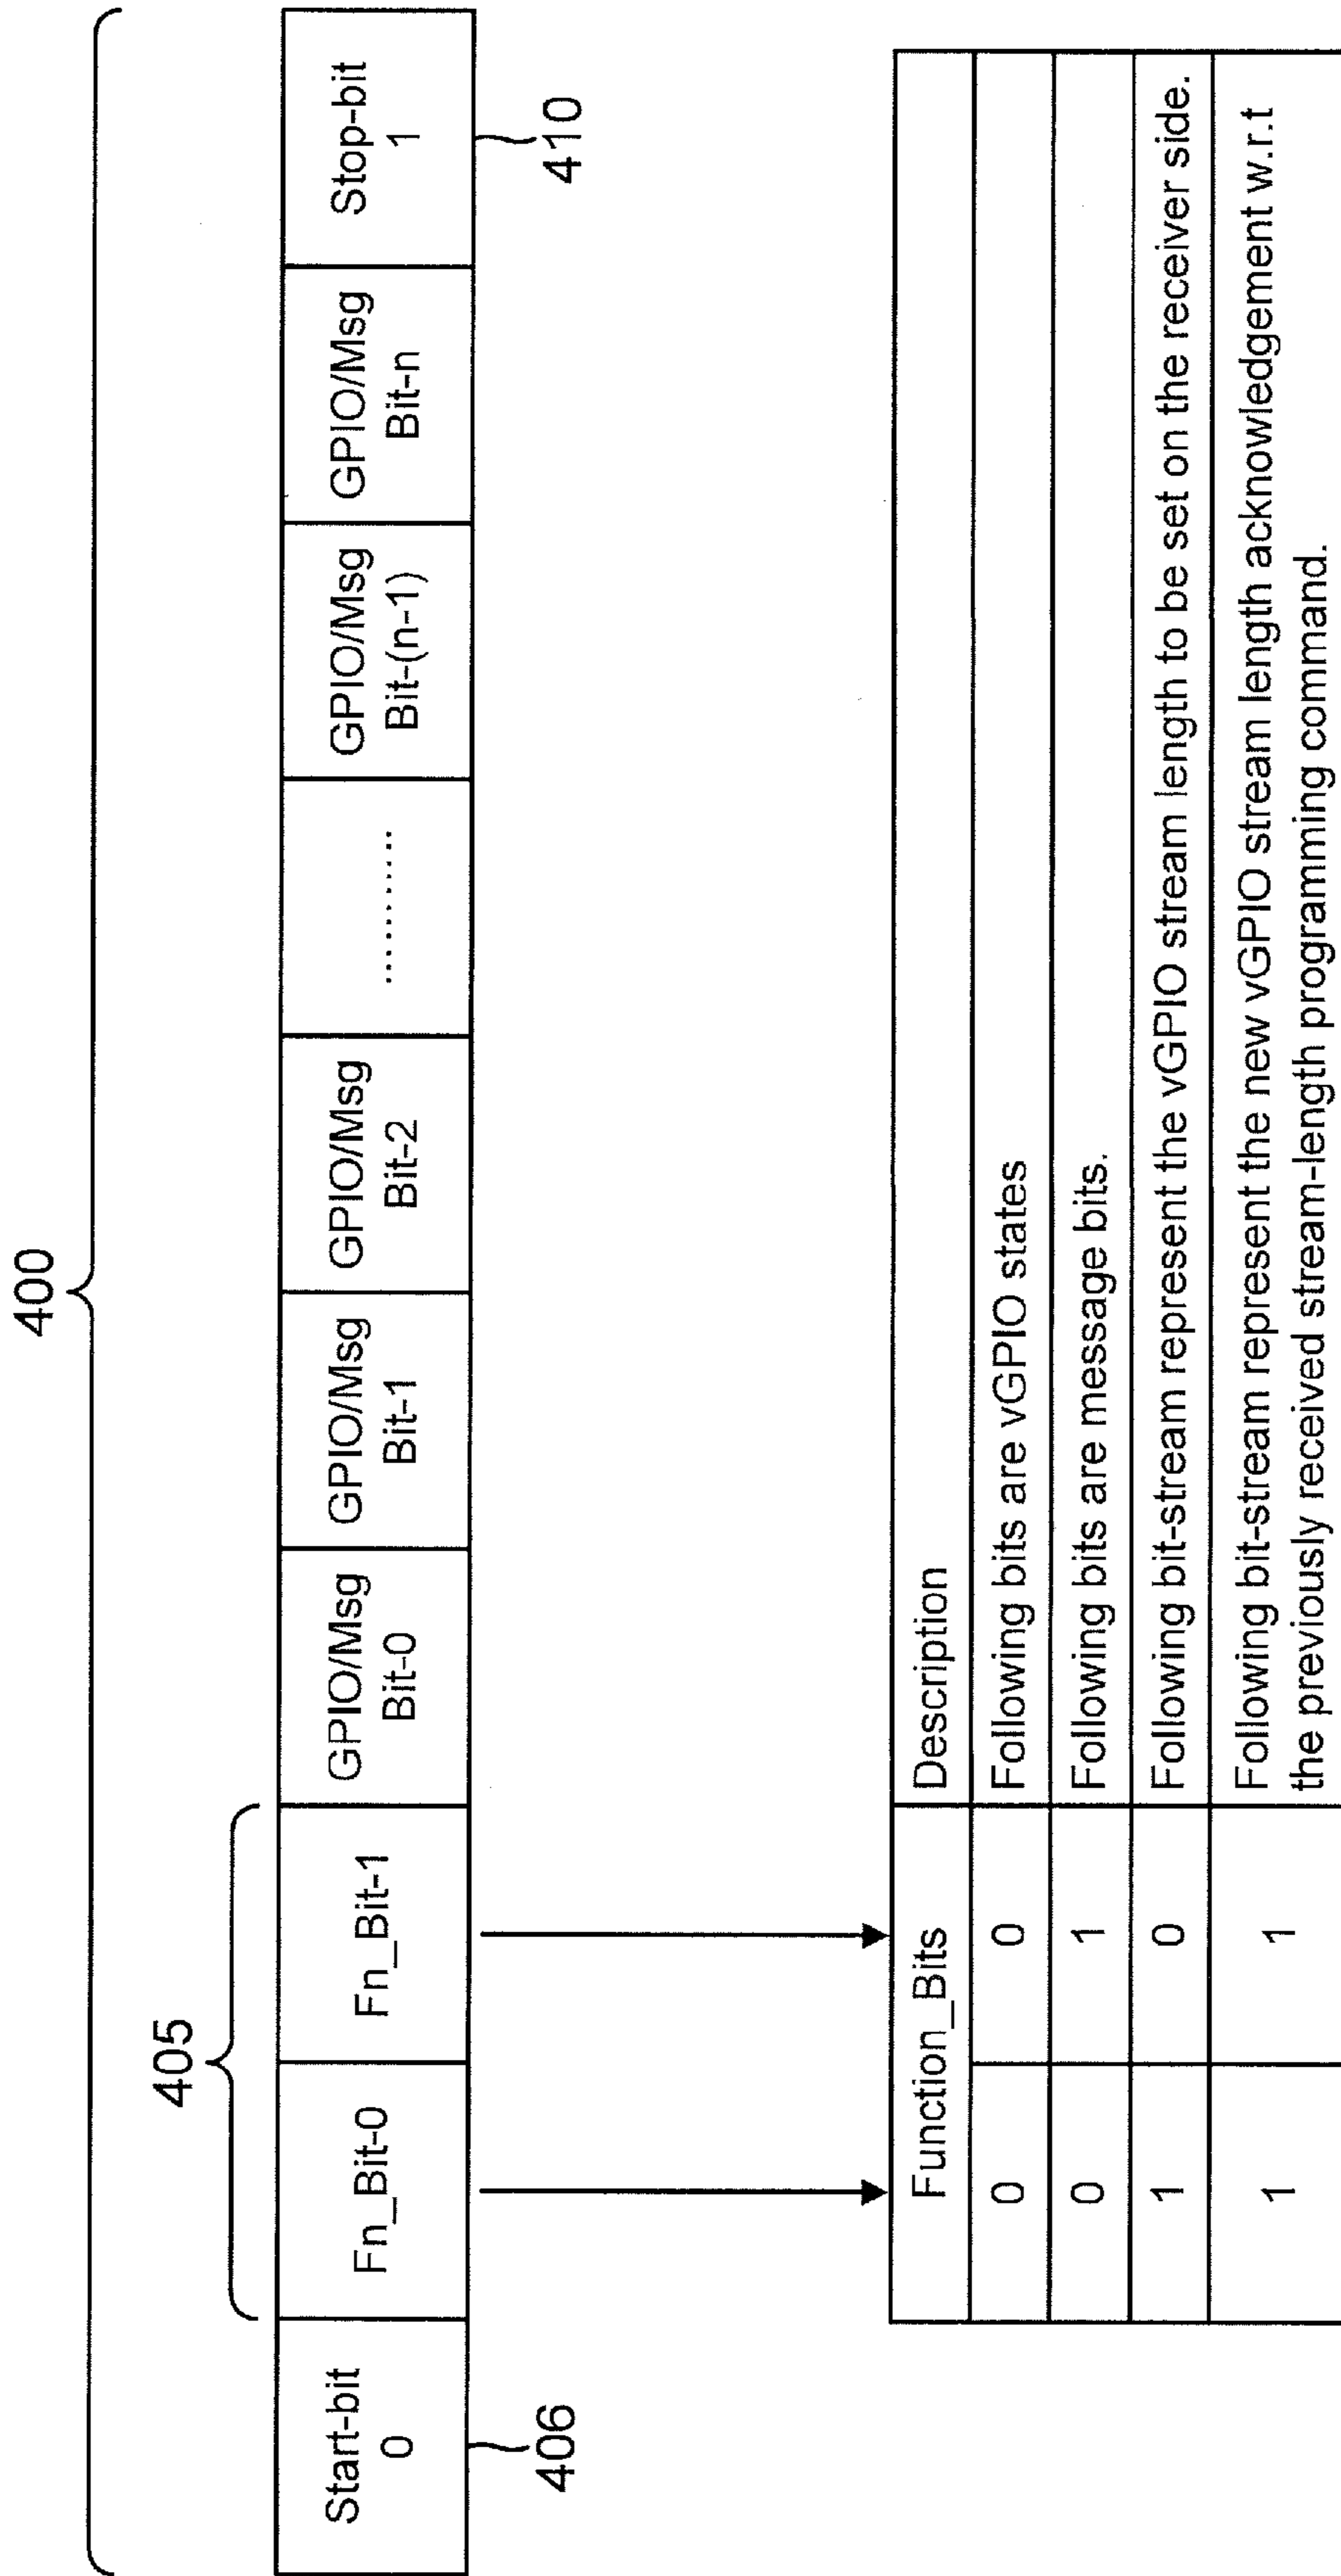 400
405
Start-bit
0
Fn_Bit-0
Fn_Bit-1
GPIO/Msg
Bit-0
GPIO/Msg
Bit-1
GPIO/Msg
Bit-2
..........
GPIO/Msg
Bit-(n-1)
GPIO/Msg
Bit-n
Stop-bit
1
406
410
Function_Bits
Description
0 0 Following bits are vGPIO states
0 1 Following bits are message bits.
1 0 Following bit-stream represent the vGPIO stream length to be set on the receiver side.
1 1 Following bit-stream represent the new vGPIO stream length acknowledgement w.r.t
the previously received stream-length programming command.